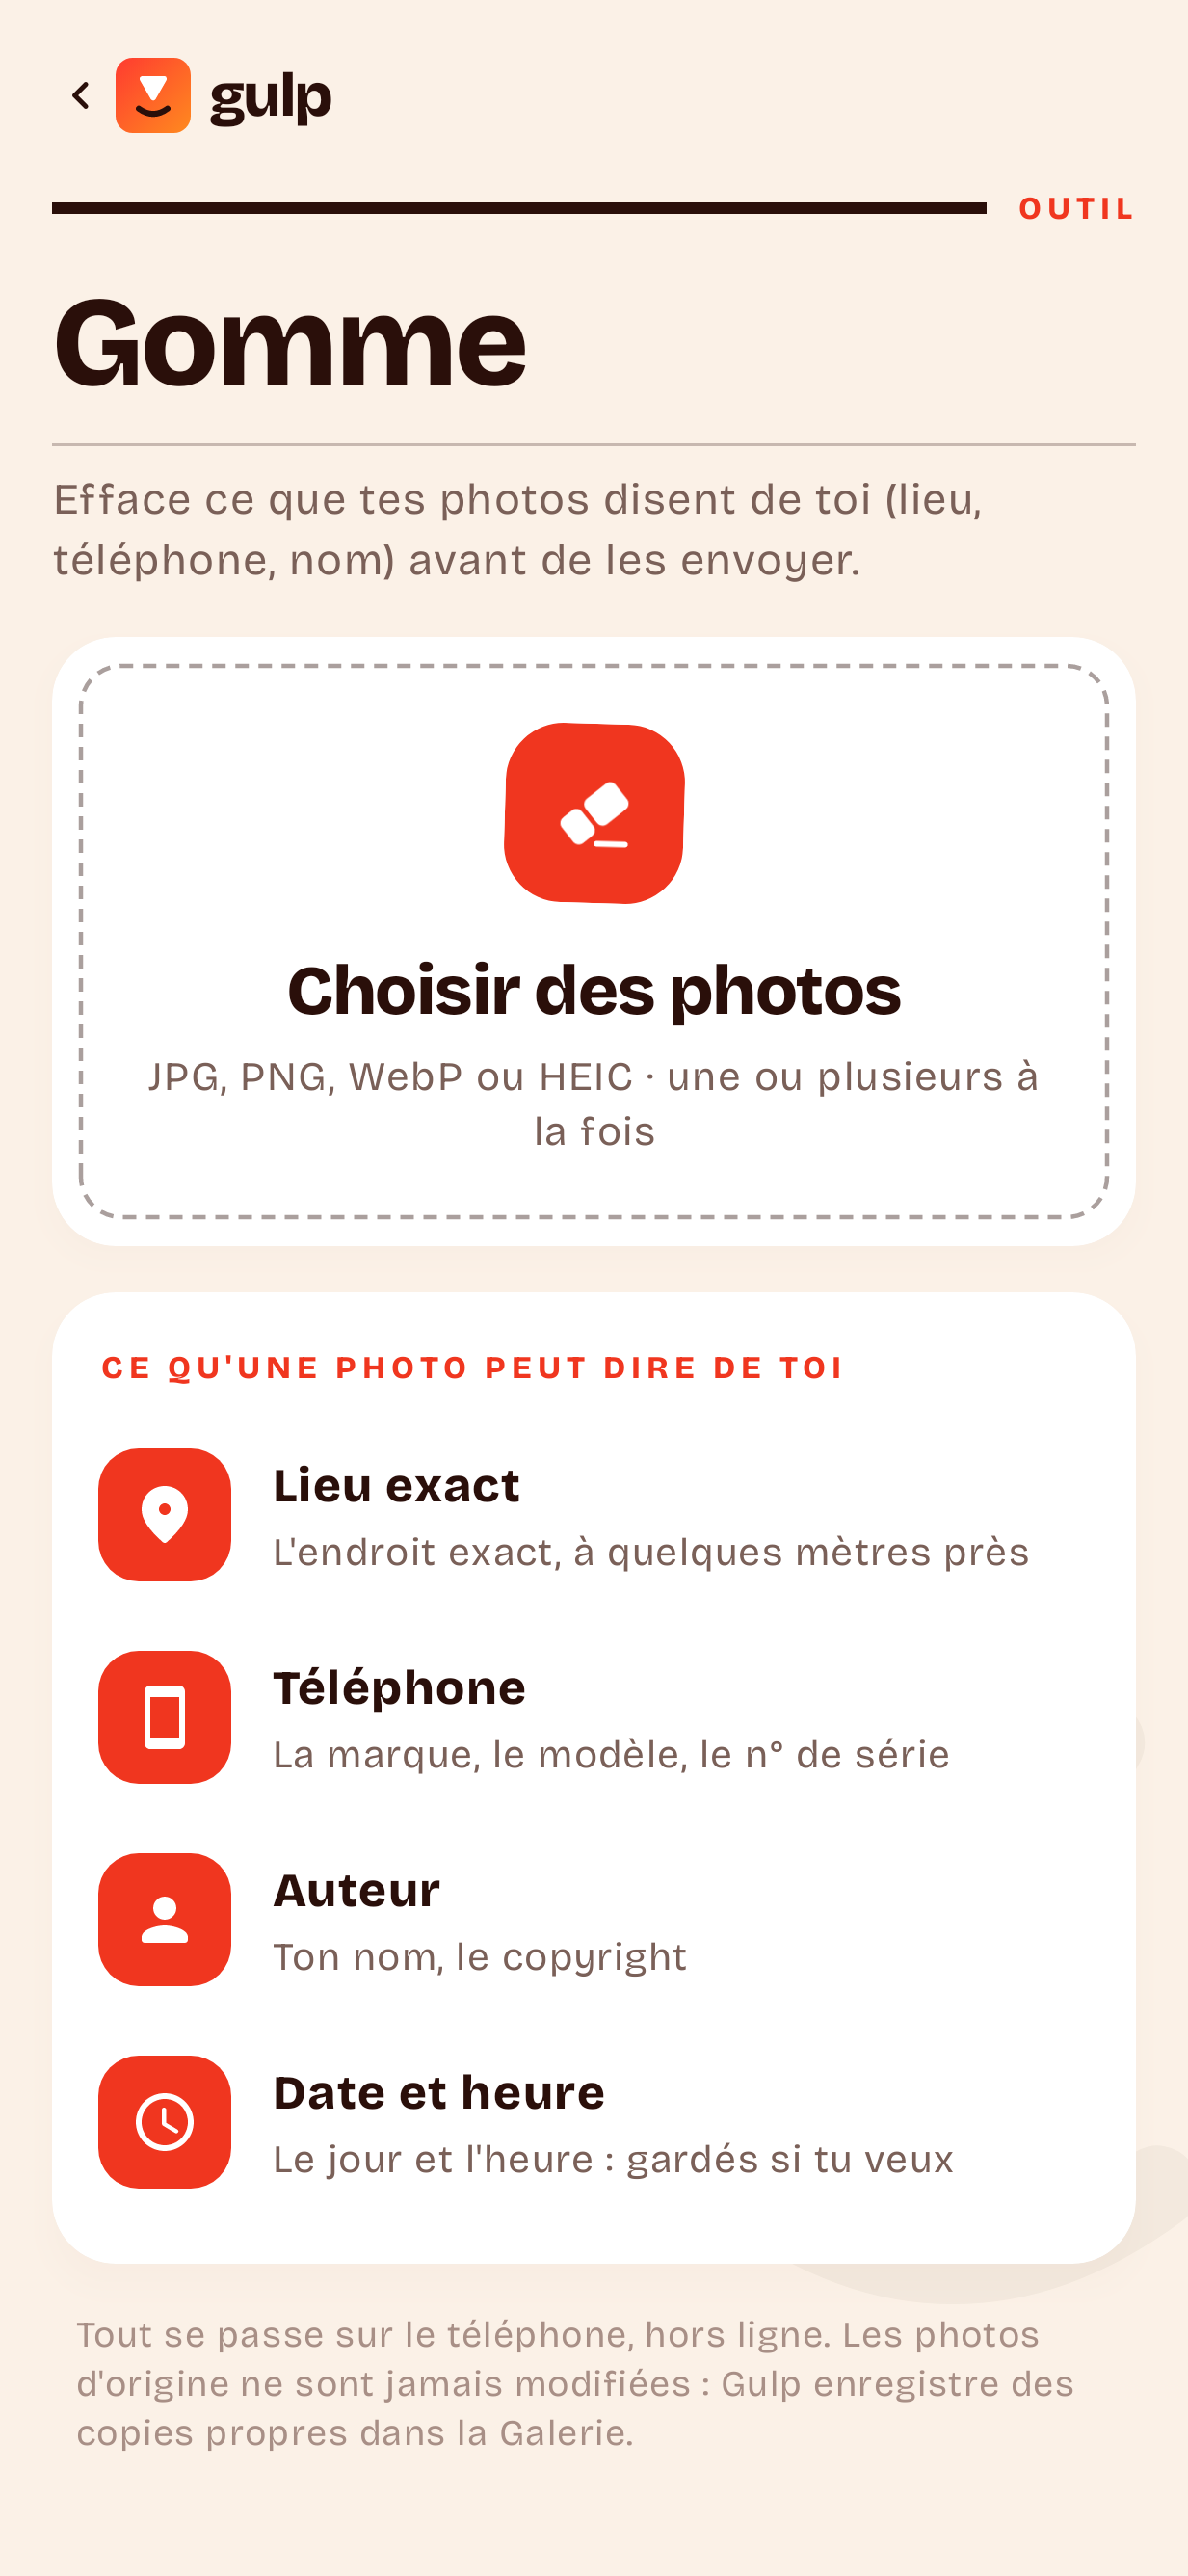 gulp
OUTIL
Gomme
Efface ce que tes photos disent de toi (lieu,
téléphone, nom) avant de les envoyer.
Choisir des photos
JPG, PNG, WebP ou HEIC · une ou plusieurs à
la fois
CE QU'UNE PHOTO PEUT DIRE DE TOI
Lieu exact
L'endroit exact, à quelques mètres près
Téléphone
La marque, le modèle, le n° de série
Auteur
Ton nom, le copyright
Date et heure
Le jour et l'heure : gardés si tu veux
Tout se passe sur le téléphone, hors ligne. Les photos
d'origine ne sont jamais modifiées : Gulp enregistre des
copies propres dans la Galerie.